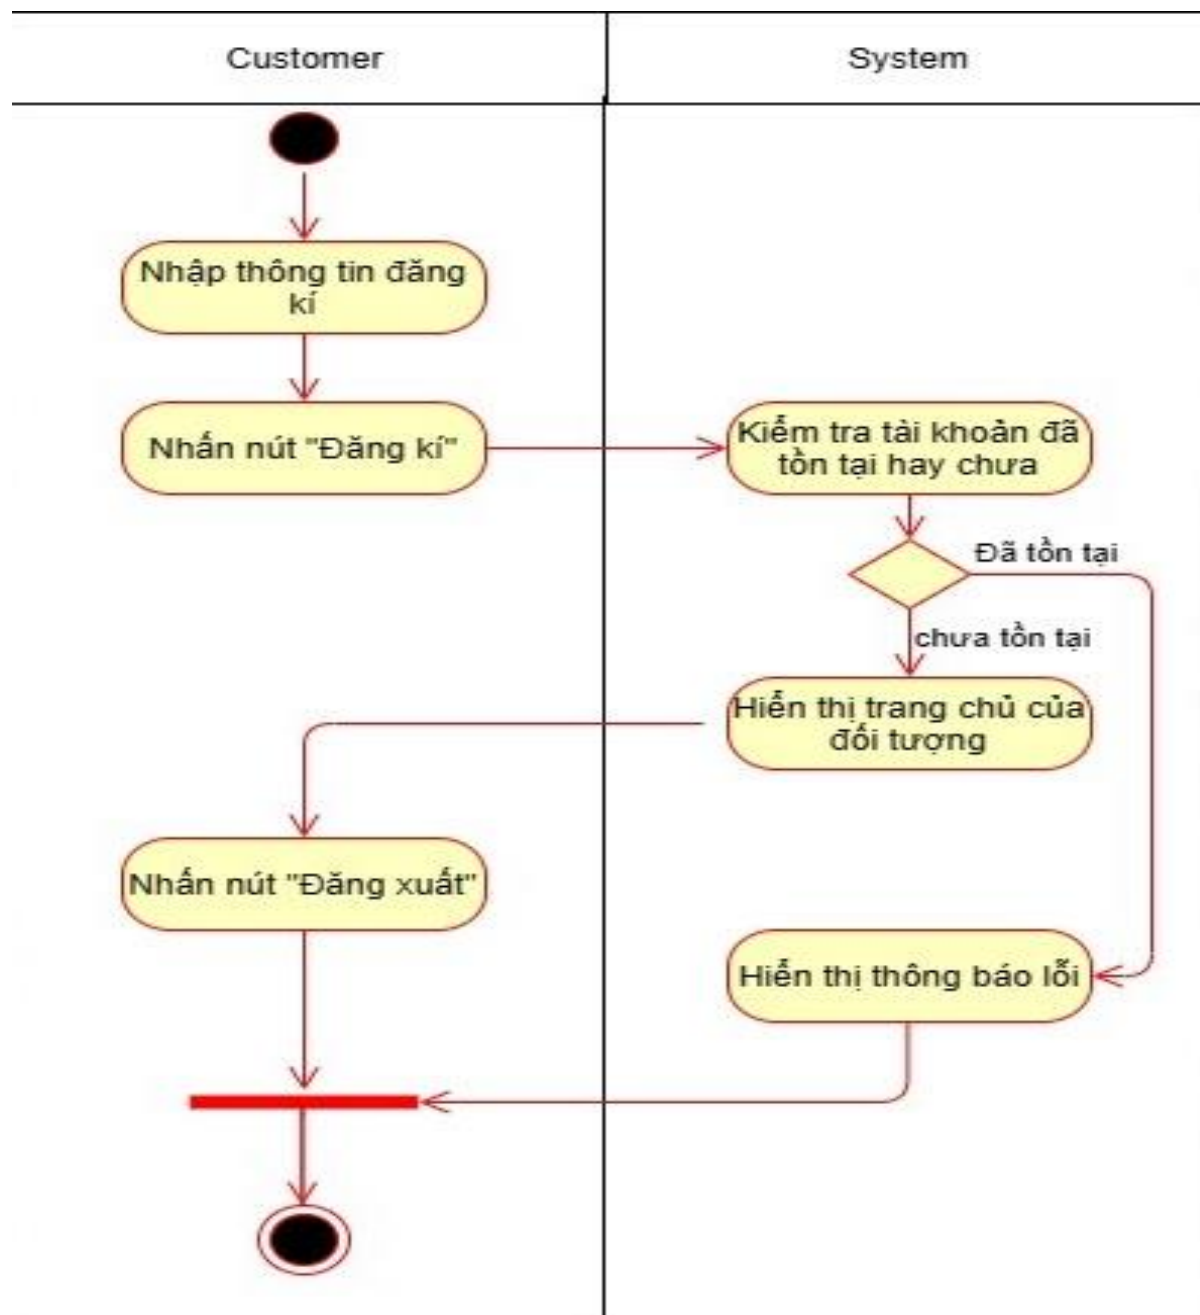 Customer
System
Nhập thông tin đăng
kí
Nhấn nút "Đăng kí"
Kiểm tra tài khoản đã
tồn tại hay chưa
Đã tồn tại
chưa tồn tại
Hiển thị trang chủ của
đối tượng
Nhấn nút "Đăng xuất"
Hiển thị thông báo lỗi